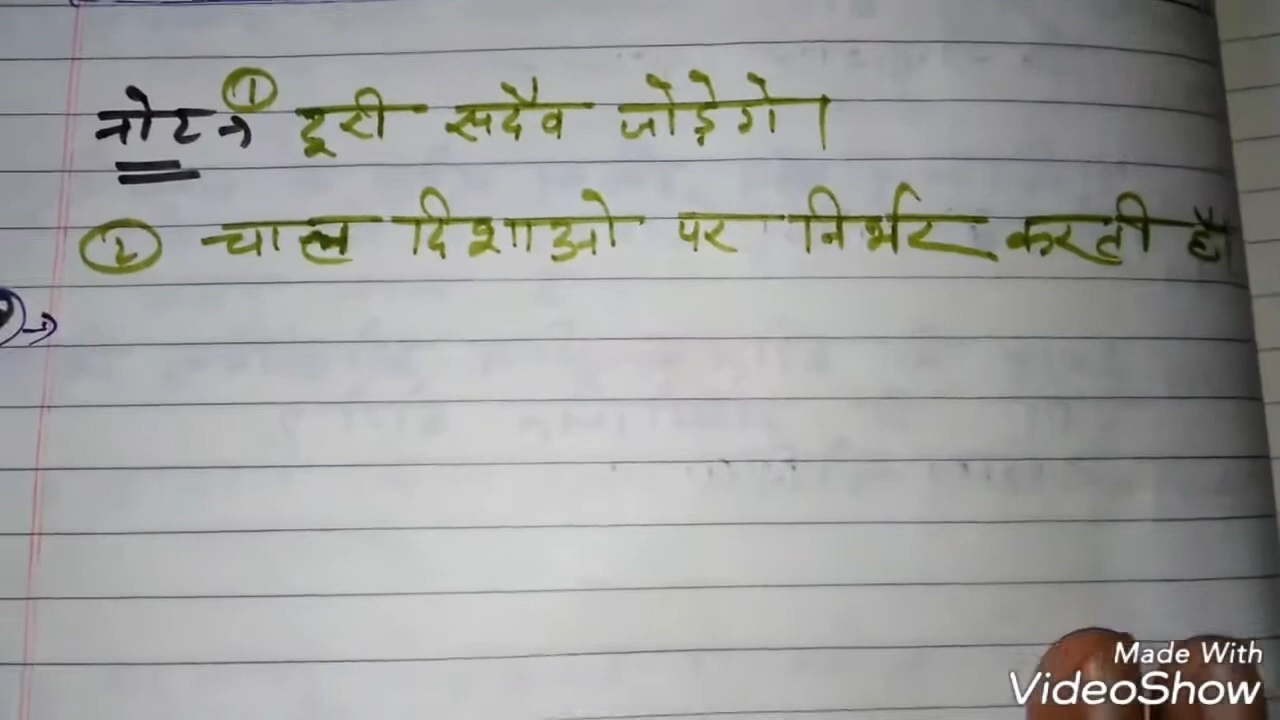 नोट → ① दूरी सदैव जोड़ेगे।
② चाल दिशाओ पर निर्भर करती है।
Made With
VideoShow